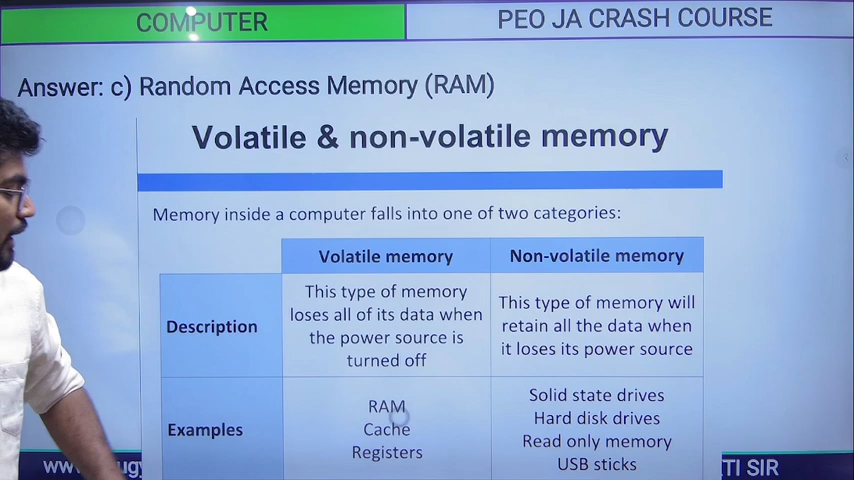 COMPUTER
PEO JA CRASH COURSE
Answer: c) Random Access Memory (RAM)
Volatile & non-volatile memory
Memory inside a computer falls into one of two categories:
Volatile memory
Non-volatile memory
Description
This type of memory
loses all of its data when
the power source is
turned off
This type of memory will
retain all the data when
it loses its power source
Examples
RAM
Cache
Registers
Solid state drives
Hard disk drives
Read only memory
USB sticks
SIR